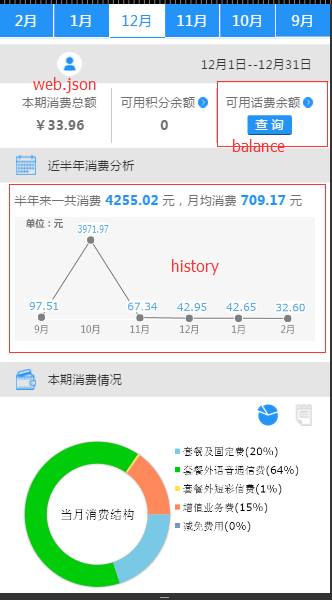 2月 1月 12月 11月 10月 9月
12月1日--12月31日
web.json
本期消费总额 可用积分余额 可用话费余额
￥33.96 0 查 询
balance
近半年消费分析
半年来一共消费 4255.02 元，月均消费 709.17 元
单位：元
3971.97
history
97.51 67.34 42.95 42.65 32.60
9月 10月 11月 12月 1月 2月
本期消费情况
套餐及固定费(20%)
套餐外语音通信费(64%)
套餐外短彩信费(1%)
增值业务费(15%)
减免费用(0%)
当月消费结构